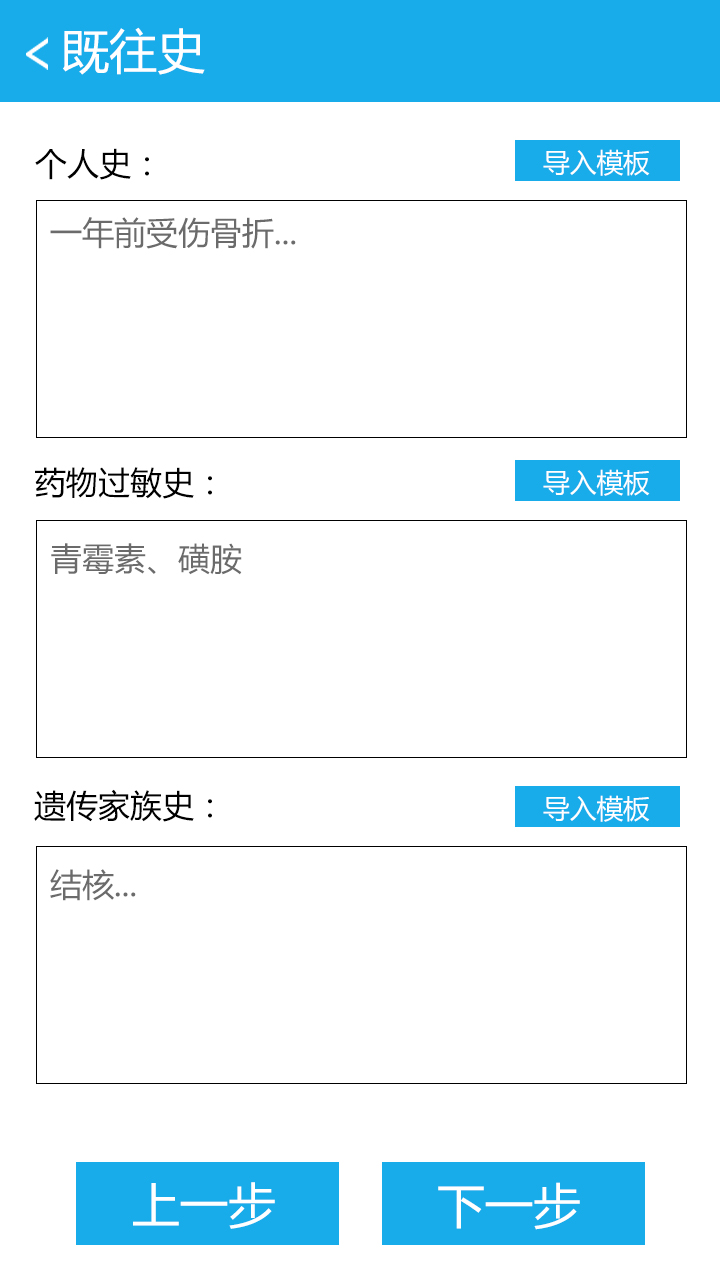 < 既往史
个人史：
导入模板
一年前受伤骨折...
药物过敏史：
导入模板
青霉素、磺胺
遗传家族史：
导入模板
结核...
上一步
下一步